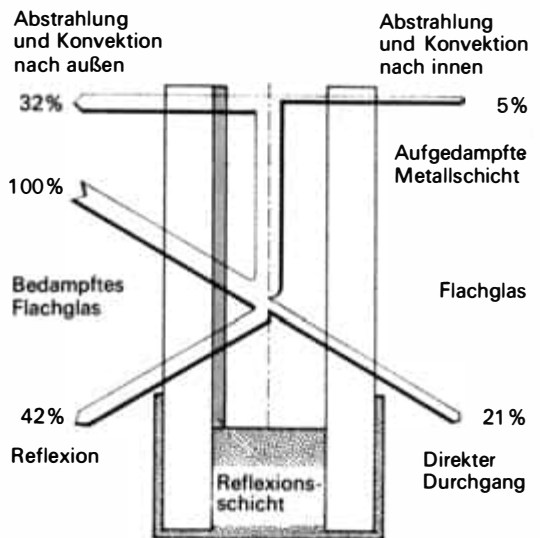 Abstrahlung
und Konvektion
nach außen
32%
100%
Bedampftes
Flachglas
42%
Reflexion
Reflexions-
schicht
Abstrahlung
und Konvektion
nach innen
5%
Aufgedampfte
Metallschicht
Flachglas
21%
Direkter
Durchgang